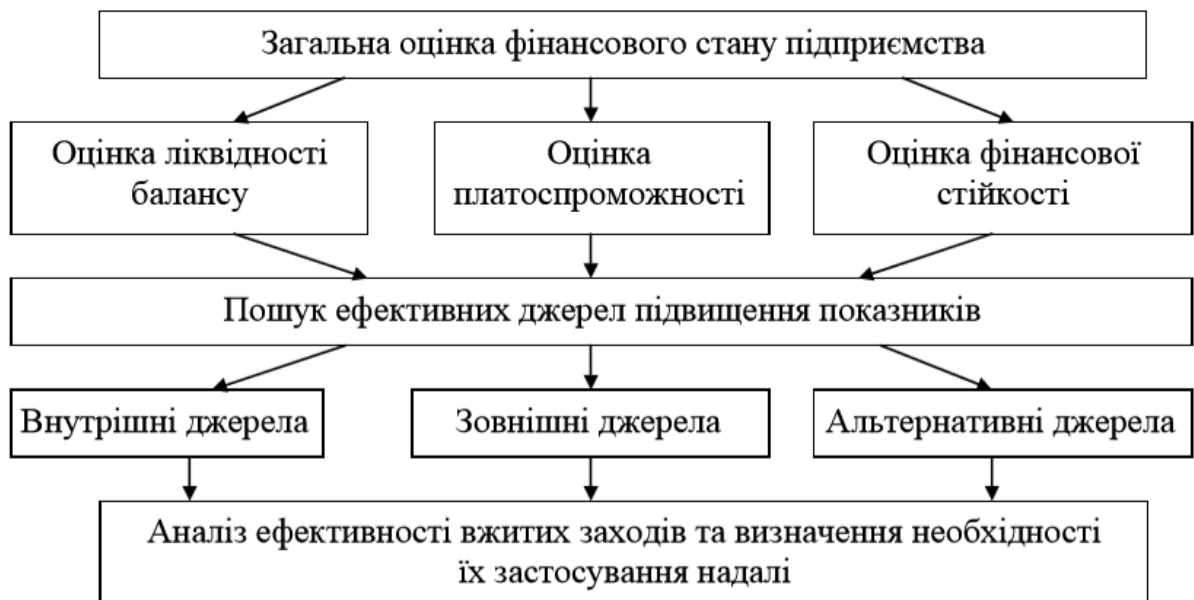 Загальна оцінка фінансового стану підприємства
Оцінка ліквідності
балансу
Оцінка
платоспроможності
Оцінка фінансової
стійкості
Пошук ефективних джерел підвищення показників
Внутрішні джерела
Зовнішні джерела
Альтернативні джерела
Аналіз ефективності вжитих заходів та визначення необхідності
їх застосування надалі